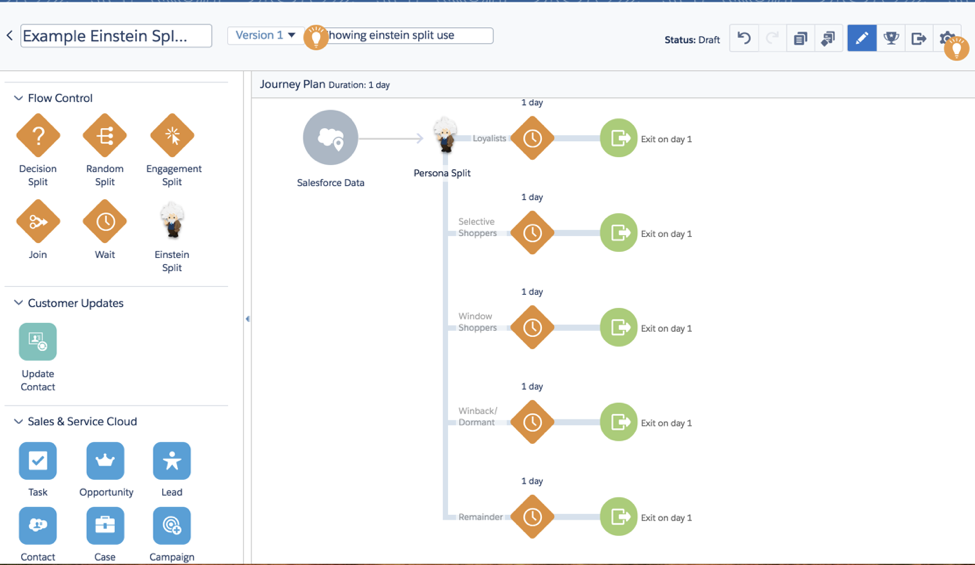 Example Einstein Spl...
Version 1
howing einstein split use
Status: Draft
Flow Control
Decision Split
Random Split
Engagement Split
Join
Wait
Einstein Split
Customer Updates
Update Contact
Sales & Service Cloud
Task
Opportunity
Lead
Contact
Case
Campaign
Journey Plan Duration: 1 day
Salesforce Data
Persona Split
1 day
Loyalists
Exit on day 1
1 day
Selective
Shoppers
Exit on day 1
1 day
Window
Shoppers
Exit on day 1
1 day
Winback/
Dormant
Exit on day 1
1 day
Remainder
Exit on day 1